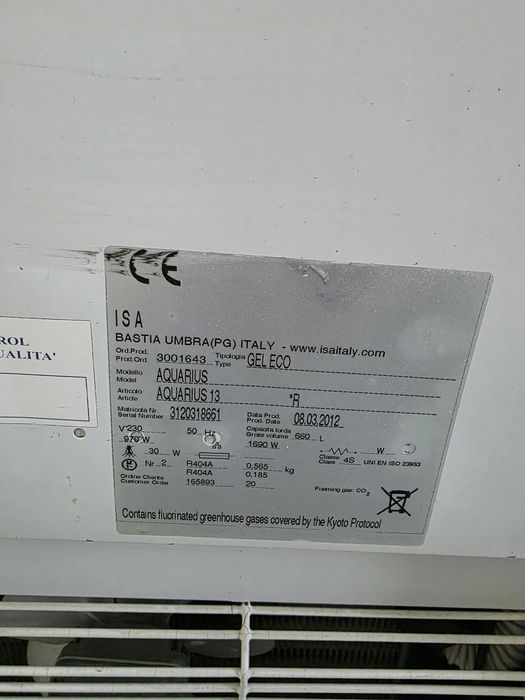 CE
ISA
BASTIA UMBRA(PG) ITALY - www.isaitaly.com
Ord.Prod. Prod.Ord. 3001643 Tipologia Type GEL ECO
Modello Model AQUARIUS
Articolo Article AQUARIUS 13 *R
Matricola Nr. Serial Number 3120318661 Data Prod. Prod. Date 08.03.2012
V~230 50 Hz Capacita lorda Gross volume 660 L
970 W 1690 W W
30 W Classe Class 4S UNI EN ISO 23953
Nr. 2 R404A 0,565 kg
R404A 0,185
Ordine Cliente Customer Order 165893 20 Foaming gas: CO2
Contains fluorinated greenhouse gases covered by the Kyoto Protocol
ROL
UALITA'